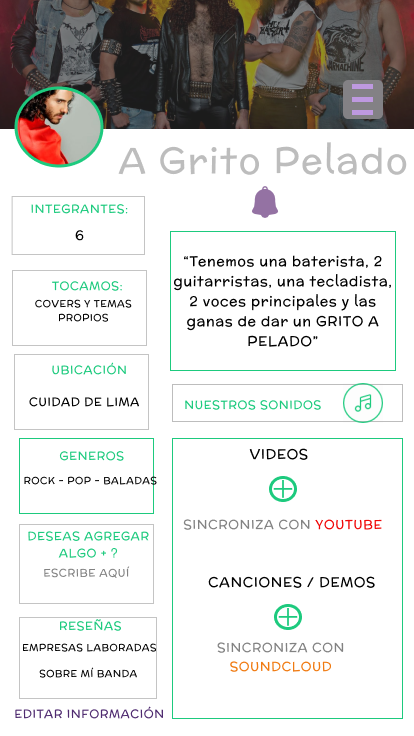 A Grito Pelado
INTEGRANTES:
6
TOCAMOS:
COVERS Y TEMAS
PROPIOS
UBICACIÓN
CUIDAD DE LIMA
GENEROS
ROCK - POP - BALADAS
DESEAS AGREGAR
ALGO + ?
ESCRIBE AQUÍ
RESEÑAS
EMPRESAS LABORADAS
SOBRE MÍ BANDA
EDITAR INFORMACIÓN
“Tenemos una baterista, 2
guitarristas, una tecladista,
2 voces principales y las
ganas de dar un GRITO A
PELADO”
NUESTROS SONIDOS
VIDEOS
SINCRONIZA CON YOUTUBE
CANCIONES / DEMOS
SINCRONIZA CON
SOUNDCLOUD